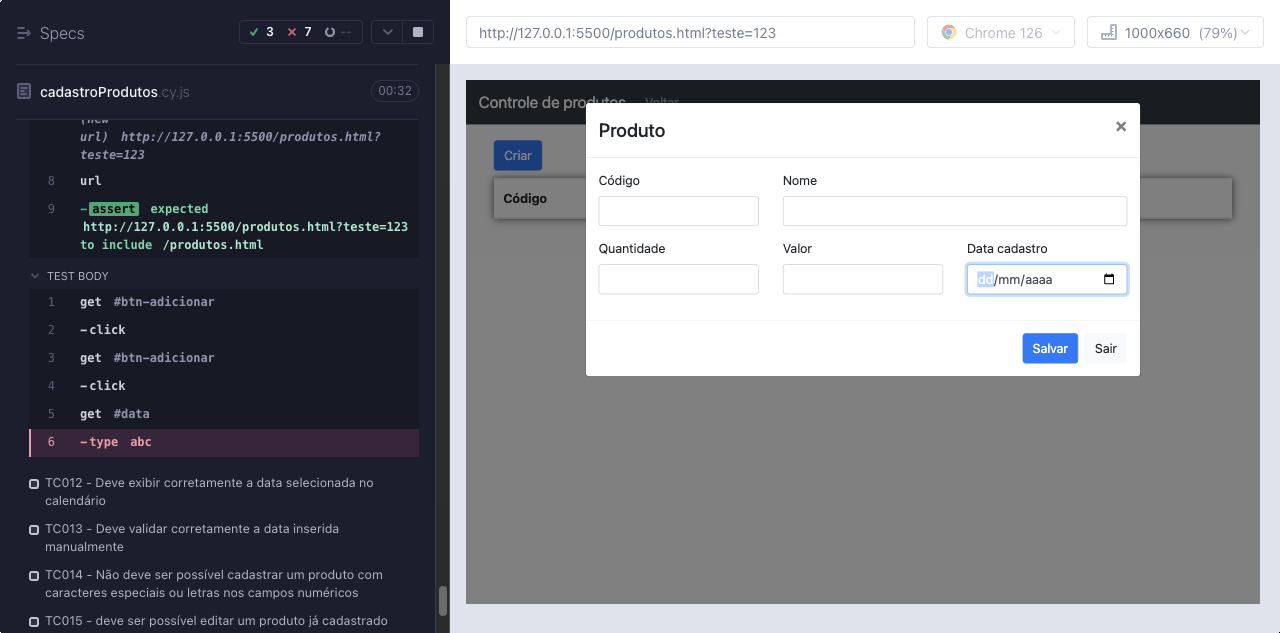 Specs
3 7 --
cadastroProdutos.cy.js
00:32
(new
url) http://127.0.0.1:5500/produtos.html?
teste=123
8 url
9 -assert expected
http://127.0.0.1:5500/produtos.html?teste=123
to include /produtos.html
TEST BODY
1 get #btn-adicionar
2 -click
3 get #btn-adicionar
4 -click
5 get #data
6 -type abc
TC012 - Deve exibir corretamente a data selecionada no
calendário
TC013 - Deve validar corretamente a data inserida
manualmente
TC014 - Não deve ser possível cadastrar um produto com
caracteres especiais ou letras nos campos numéricos
TC015 - deve ser possível editar um produto já cadastrado
http://127.0.0.1:5500/produtos.html?teste=123
Chrome 126
1000x660 (79%)
Controle de produtos Voltar
Criar
Código
Produto ×
Código Nome
Quantidade Valor Data cadastro
dd/mm/aaaa
Salvar Sair